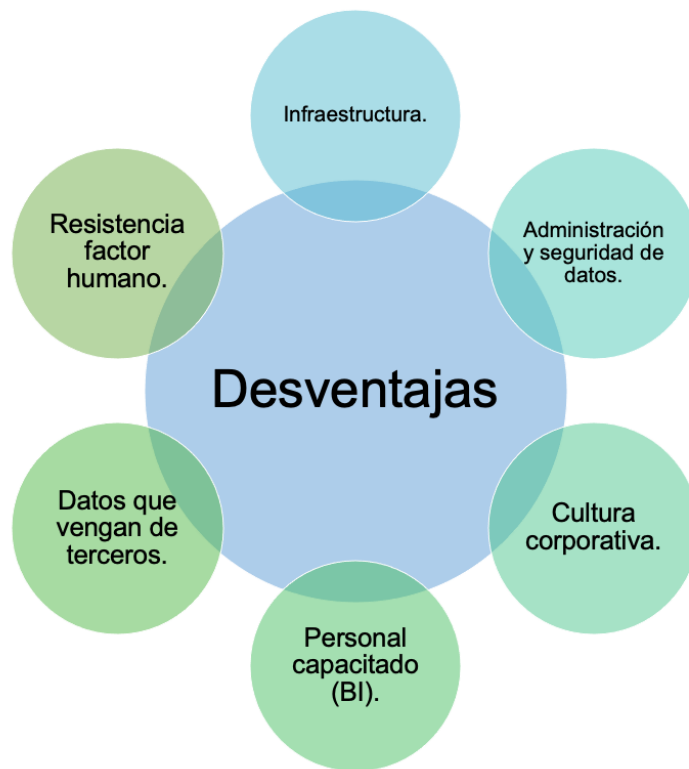 Infraestructura.
Administración
y seguridad de
datos.
Cultura
corporativa.
Personal
capacitado
(BI).
Datos que
vengan de
terceros.
Resistencia
factor
humano.
Desventajas